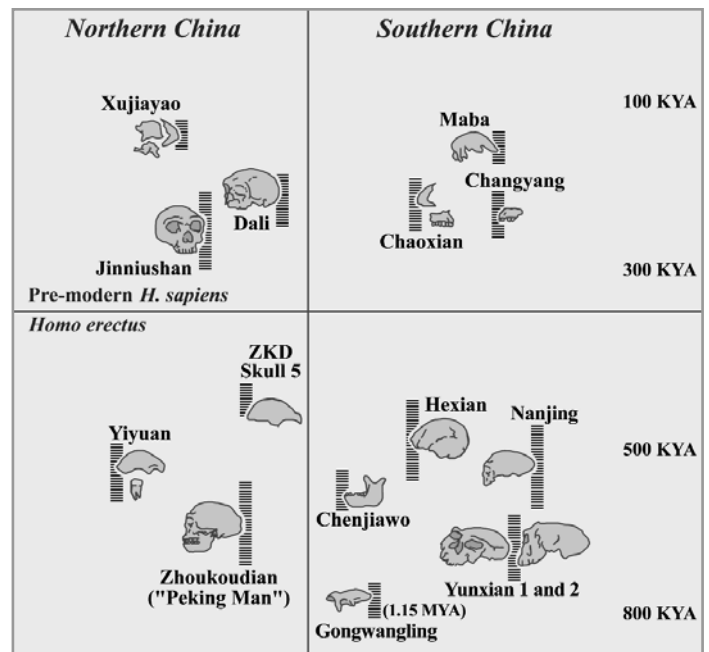 Northern China
Southern China
Xujiayao
100 KYA
Maba
Changyang
Dali
Chaoxian
Jinniushan
300 KYA
Pre-modern H. sapiens
Homo erectus
ZKD
Skull 5
Hexian
Nanjing
Yiyuan
500 KYA
Chenjiawo
Zhoukoudian
("Peking Man")
Yunxian 1 and 2
(1.15 MYA)
800 KYA
Gongwangling